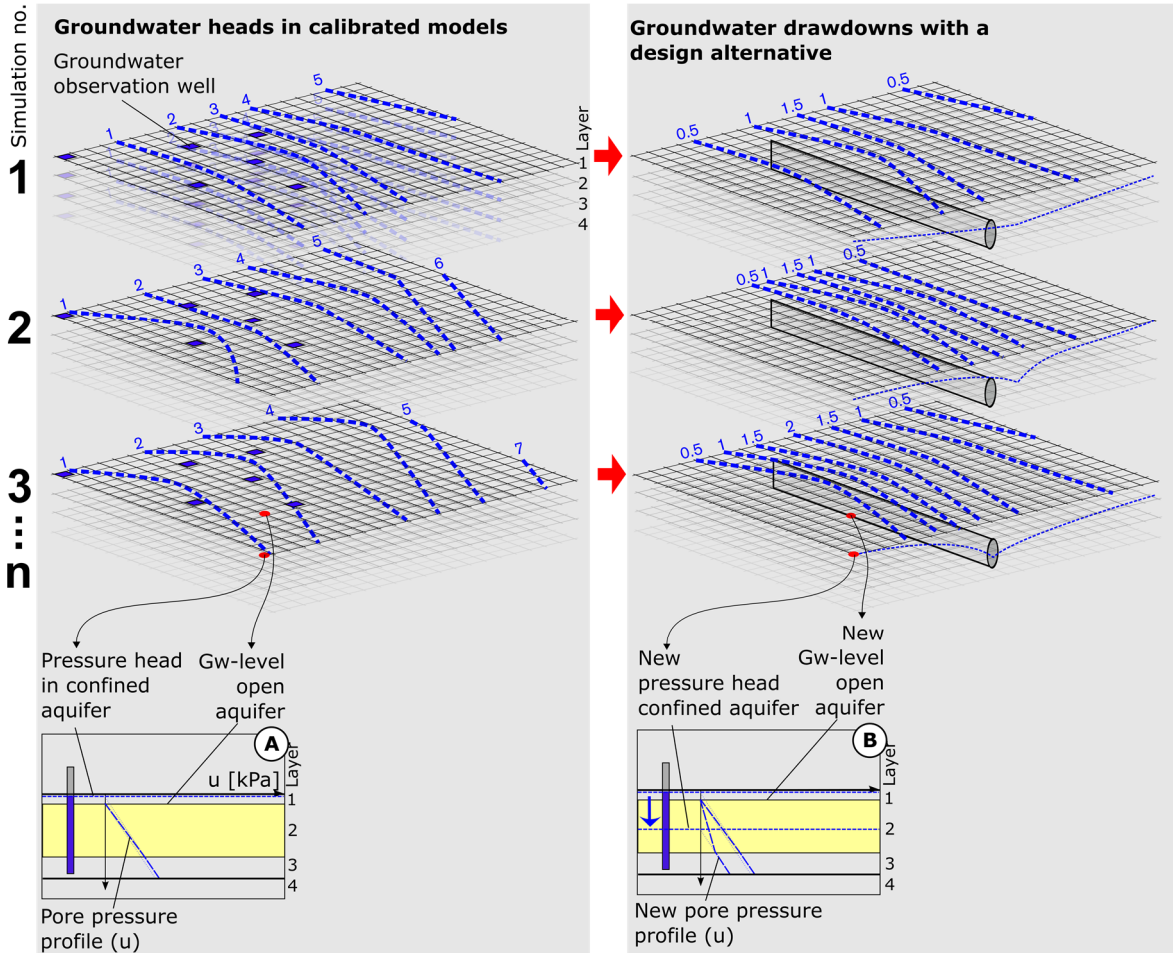 Simulation no.
Groundwater heads in calibrated models
Groundwater
observation well
1
1
2
3
4
5
Layer
1
2
3
4
2
1
2
3
4
5
6
3
1
2
3
4
5
7
n
Pressure head
in confined
aquifer
Gw-level
open
aquifer
A
u [kPa]
Layer
1
2
3
4
Pore pressure
profile (u)
Groundwater drawdowns with a
design alternative
0.5
1
1.5
1
0.5
0.5
1
1.5
1
0.5
0.5
1
1.5
2
1.5
1
0.5
New
pressure head
confined aquifer
New
Gw-level
open
aquifer
B
Layer
1
2
3
4
New pore pressure
profile (u)